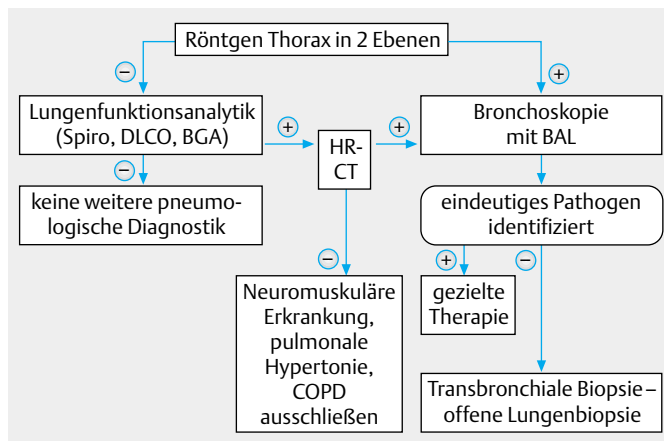 Röntgen Thorax in 2 Ebenen
−
+
Lungenfunktionsanalytik
(Spiro, DLCO, BGA)
+
HR-
CT
+
Bronchoskopie
mit BAL
−
keine weitere pneumo-
logische Diagnostik
eindeutiges Pathogen
identifiziert
−
+
−
Neuromuskuläre
Erkrankung,
pulmonale
Hypertonie,
COPD
ausschließen
gezielte
Therapie
Transbronchiale Biopsie –
offene Lungenbiopsie